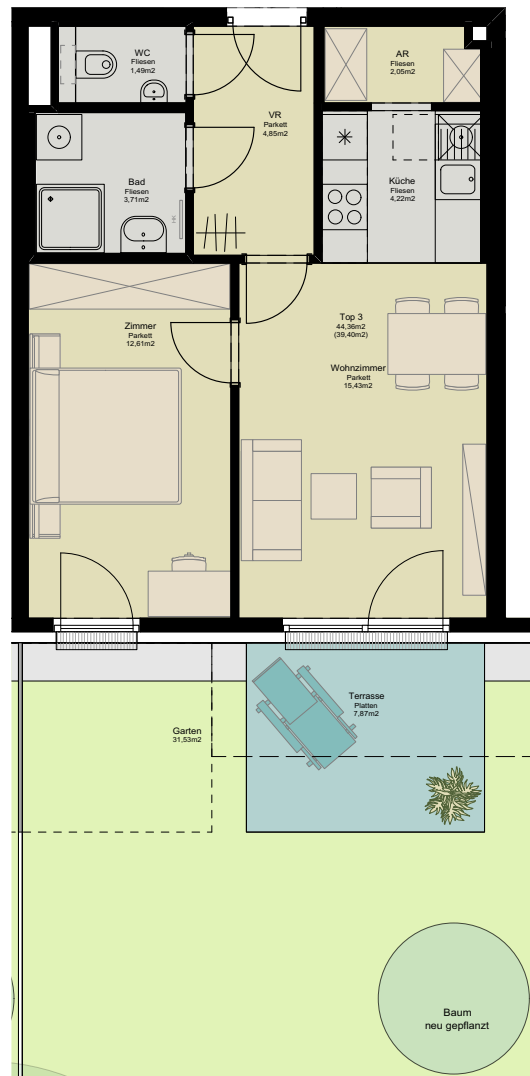 WC
Fliesen
1,49m2
AR
Fliesen
2,05m2
VR
Parkett
4,85m2
Bad
Fliesen
3,71m2
HH
Küche
Fliesen
4,22m2
Zimmer
Parkett
12,61m2
Top 3
44,36m2
(39,40m2)
Wohnzimmer
Parkett
15,43m2
Terrasse
Platten
7,87m2
Garten
31,53m2
Baum
neu gepflanzt